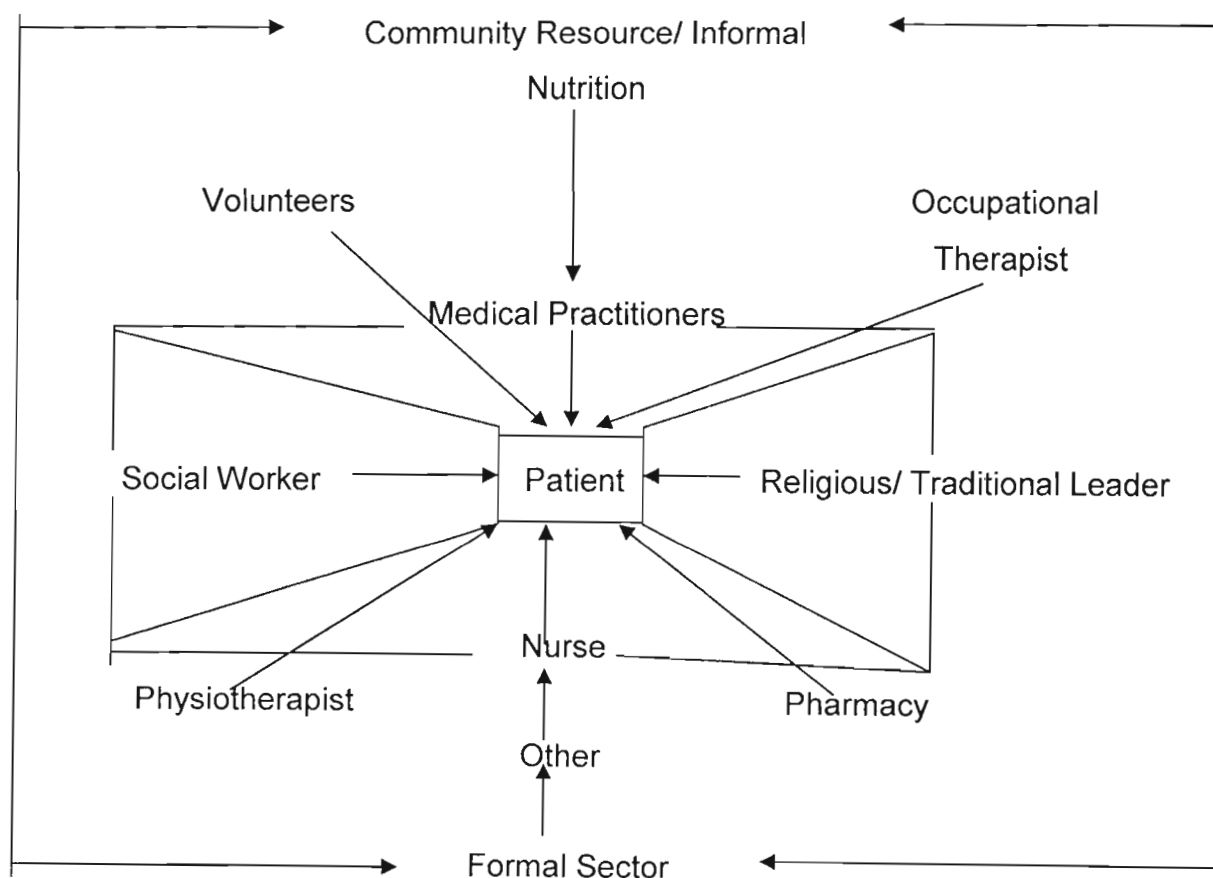 Community Resource/ Informal
Nutrition
Volunteers
Occupational
Therapist
Medical Practitioners
Social Worker
Patient
Religious/ Traditional Leader
Nurse
Physiotherapist
Pharmacy
Other
Formal Sector